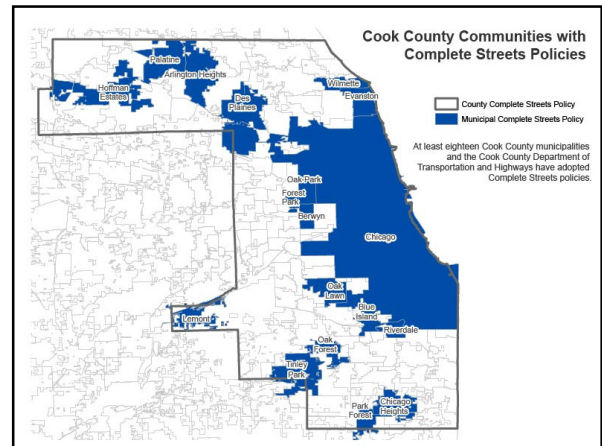 Cook County Communities with
Complete Streets Policies
County Complete Streets Policy
Municipal Complete Streets Policy
At least eighteen Cook County municipalities
and the Cook County Department of
Transportation and Highways have adopted
Complete Streets policies.
Palatine
Arlington Heights
Hoffman
Estates
Des
Plaines
Wilmette
Evanston
Oak Park
Forest
Park
Berwyn
Chicago
Oak
Lawn
Blue
Island
Riverdale
Lemont
Oak
Forest
Tinley
Park
Park
Forest
Chicago
Heights